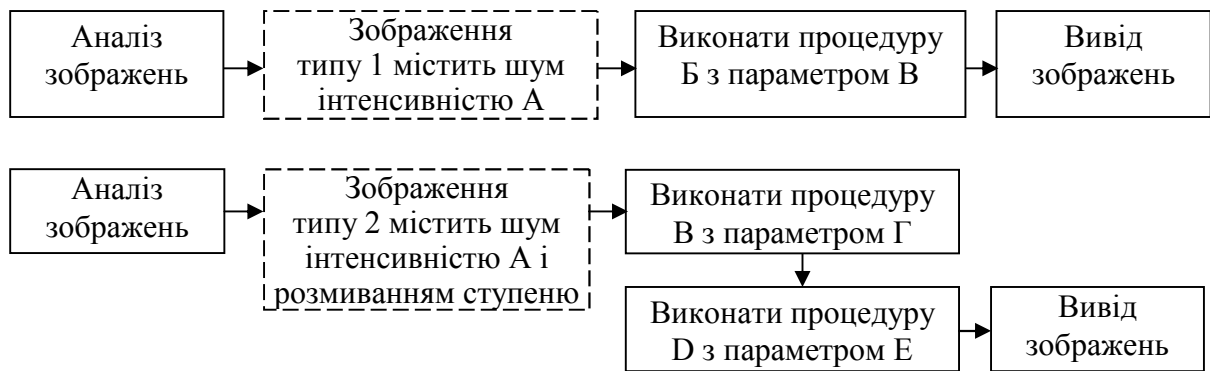 Аналіз
зображень
Зображення
типу 1 містить шум
інтенсивністю А
Виконати процедуру
Б з параметром В
Вивід
зображень
Аналіз
зображень
Зображення
типу 2 містить шум
інтенсивністю А і
розмиванням ступеню
Виконати процедуру
В з параметром Г
Виконати процедуру
D з параметром Е
Вивід
зображень